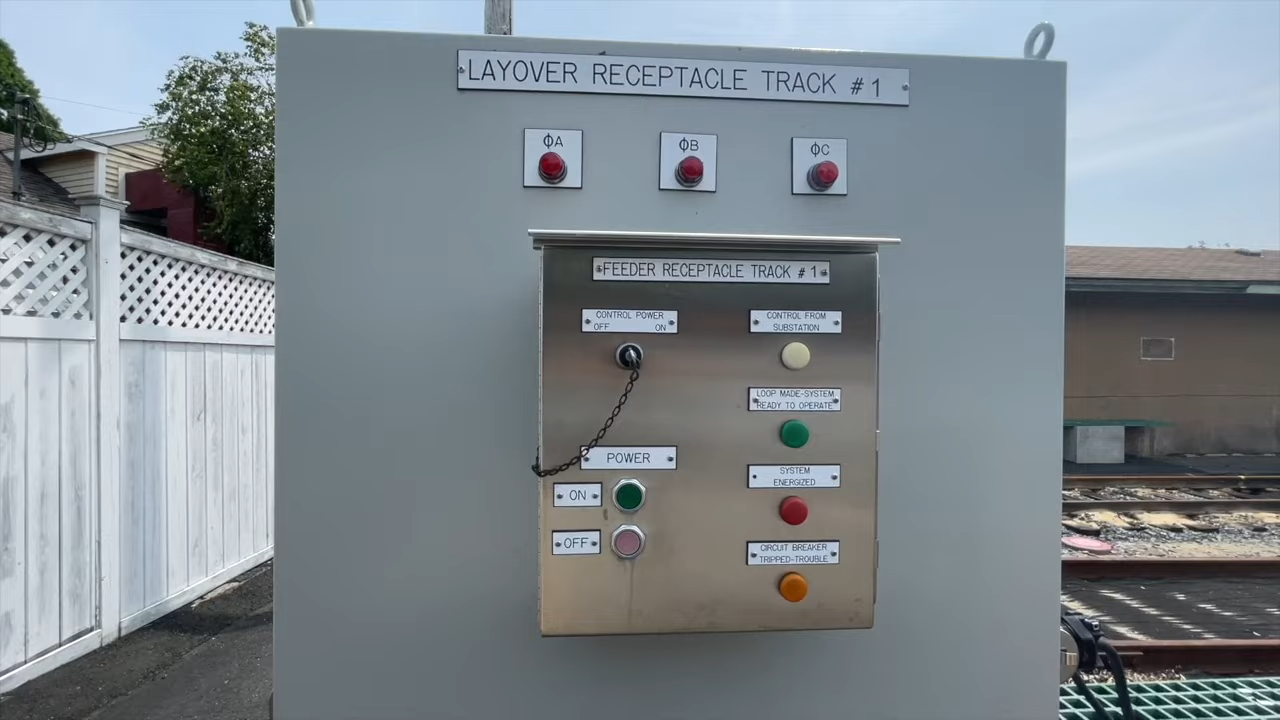 LAYOVER RECEPTACLE TRACK #1
ΦA
ΦB
ΦC
FEEDER RECEPTACLE TRACK #1
CONTROL POWER
OFF ON
CONTROL FROM
SUBSTATION
LOOP MADE-SYSTEM
READY TO OPERATE
POWER
ON
OFF
SYSTEM
ENERGIZED
CIRCUIT BREAKER
TRIPPED-TROUBLE